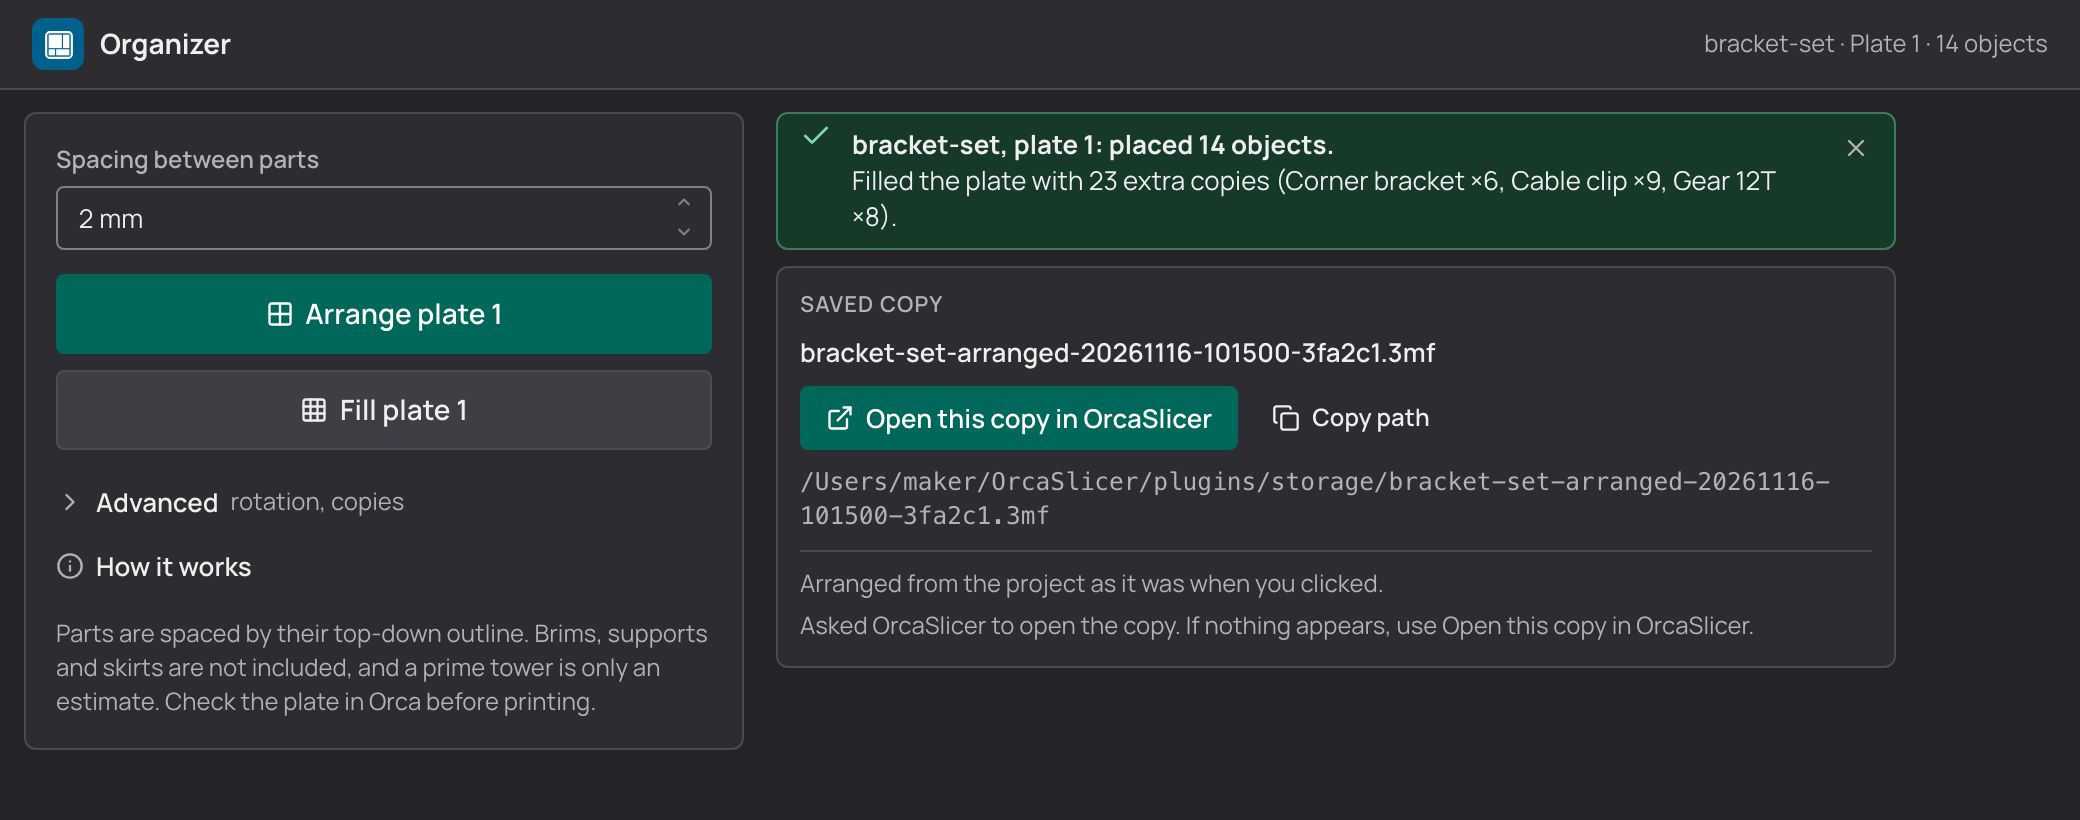 Organizer
bracket-set · Plate 1 · 14 objects
Spacing between parts
2 mm
Arrange plate 1
Fill plate 1
Advanced rotation, copies
How it works
Parts are spaced by their top-down outline. Brims, supports
and skirts are not included, and a prime tower is only an
estimate. Check the plate in Orca before printing.
bracket-set, plate 1: placed 14 objects.
Filled the plate with 23 extra copies (Corner bracket ×6, Cable clip ×9, Gear 12T
×8).
SAVED COPY
bracket-set-arranged-20261116-101500-3fa2c1.3mf
Open this copy in OrcaSlicer
Copy path
/Users/maker/OrcaSlicer/plugins/storage/bracket-set-arranged-20261116-
101500-3fa2c1.3mf
Arranged from the project as it was when you clicked.
Asked OrcaSlicer to open the copy. If nothing appears, use Open this copy in OrcaSlicer.